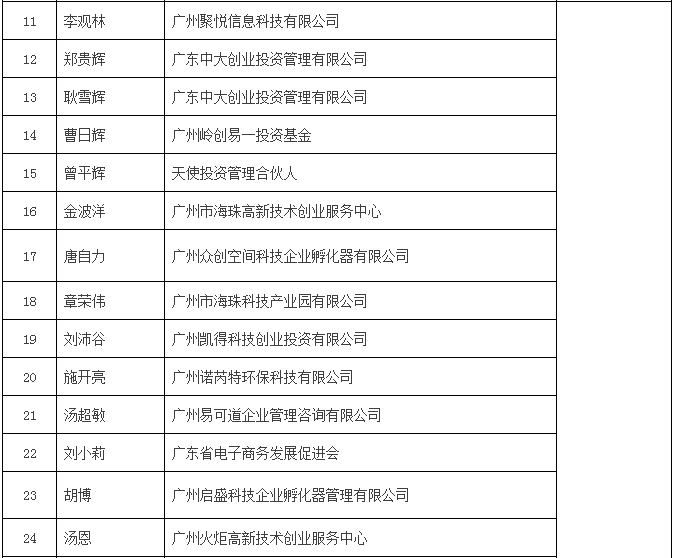 11 李观林 广州聚悦信息科技有限公司
12 郑贵辉 广东中大创业投资管理有限公司
13 耿雪辉 广东中大创业投资管理有限公司
14 曹日辉 广州岭创易一投资基金
15 曾平辉 天使投资管理合伙人
16 金波洋 广州市海珠高新技术创业服务中心
17 唐自力 广州众创空间科技企业孵化器有限公司
18 章荣伟 广州市海珠科技产业园有限公司
19 刘沛谷 广州凯得科技创业投资有限公司
20 施开亮 广州诺芮特环保科技有限公司
21 汤超敏 广州易可道企业管理咨询有限公司
22 刘小莉 广东省电子商务发展促进会
23 胡博 广州启盛科技企业孵化器管理有限公司
24 汤恩 广州火炬高新技术创业服务中心